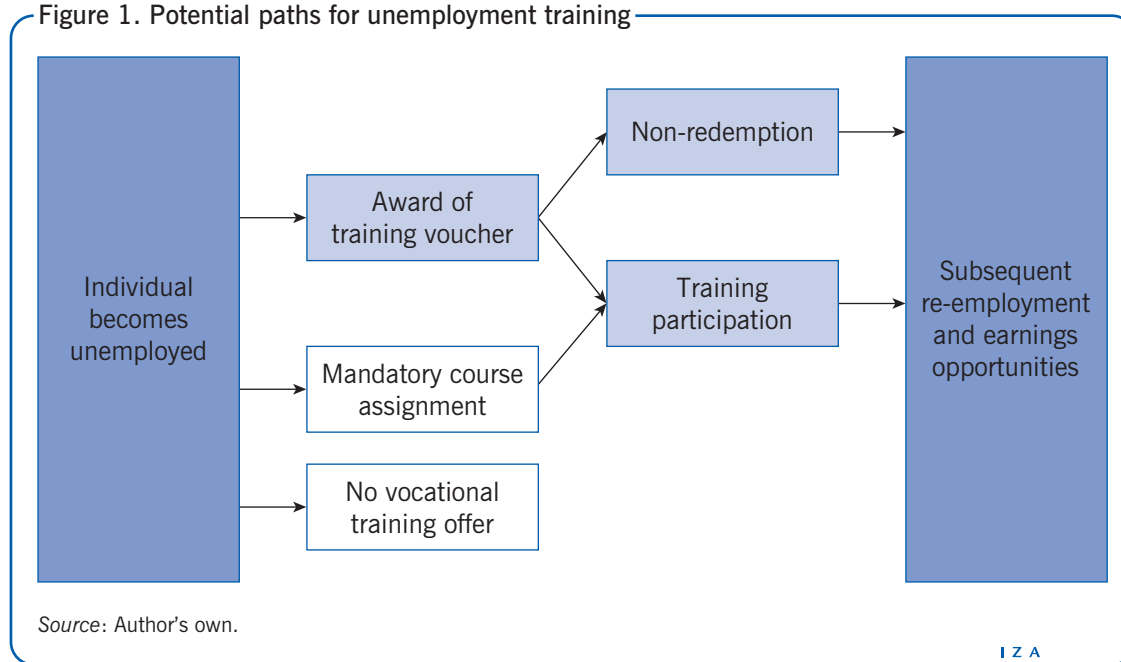 Figure 1. Potential paths for unemployment training
Individual
becomes
unemployed
Award of
training voucher
Mandatory course
assignment
No vocational
training offer
Non-redemption
Training
participation
Subsequent
re-employment
and earnings
opportunities
Source: Author's own.
I Z A